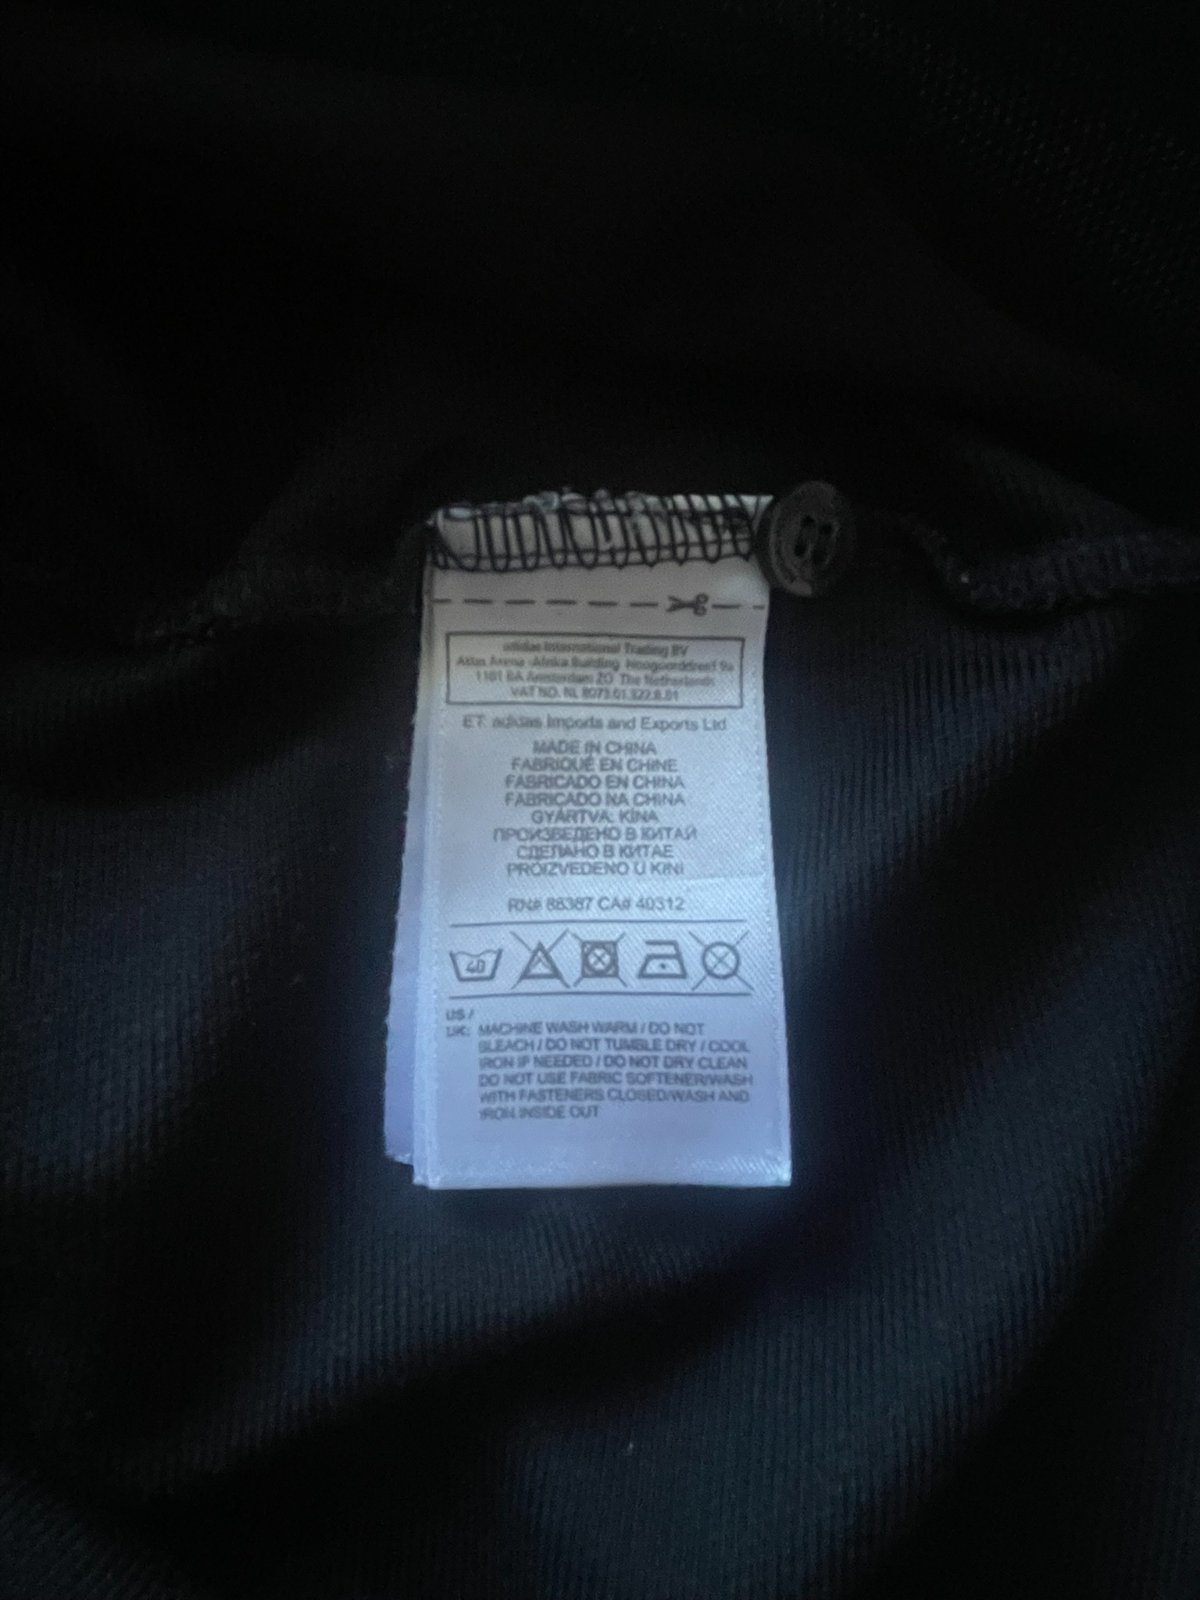 adidas International Trading BV
Atlas Arena -Afrika Building Hoogoorddreef 9a
1101 BA Amsterdam ZO The Netherlands
VAT NO. NL 8073.01.522.B.01
ET: adidas Imports and Exports Ltd
MADE IN CHINA
FABRIQUÉ EN CHINE
FABRICADO EN CHINA
FABRICADO NA CHINA
GYÁRTVA: KÍNA
ПРОИЗВЕДЕНО В КИТАЙ
СДЕЛАНО В КИТАЕ
PROIZVEDENO U KINI
RN# 88387 CA# 40312
40
US /
UK: MACHINE WASH WARM / DO NOT
BLEACH / DO NOT TUMBLE DRY / COOL
IRON IF NEEDED / DO NOT DRY CLEAN
DO NOT USE FABRIC SOFTENER/WASH
WITH FASTENERS CLOSED/WASH AND
IRON INSIDE OUT